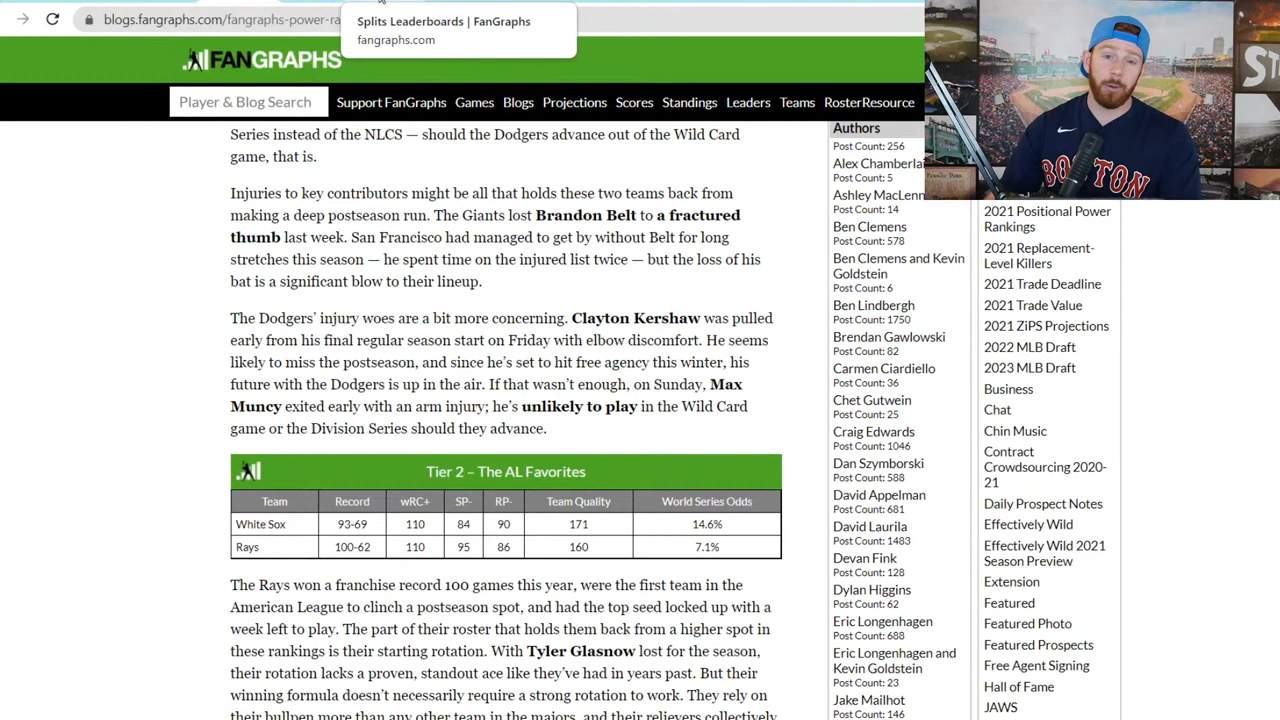 blogs.fangraphs.com/fangraphs-power-ra
Splits Leaderboards | FanGraphs
fangraphs.com
FANGRAPHS
Player & Blog Search
Support FanGraphs Games Blogs Projections Scores Standings Leaders Teams RosterResource
Series instead of the NLCS — should the Dodgers advance out of the Wild Card
game, that is.
Injuries to key contributors might be all that holds these two teams back from
making a deep postseason run. The Giants lost Brandon Belt to a fractured
thumb last week. San Francisco had managed to get by without Belt for long
stretches this season — he spent time on the injured list twice — but the loss of his
bat is a significant blow to their lineup.
The Dodgers' injury woes are a bit more concerning. Clayton Kershaw was pulled
early from his final regular season start on Friday with elbow discomfort. He seems
likely to miss the postseason, and since he's set to hit free agency this winter, his
future with the Dodgers is up in the air. If that wasn't enough, on Sunday, Max
Muncy exited early with an arm injury; he's unlikely to play in the Wild Card
game or the Division Series should they advance.
Tier 2 – The AL Favorites
Team Record wRC+ SP- RP- Team Quality World Series Odds
White Sox 93-69 110 84 90 171 14.6%
Rays 100-62 110 95 86 160 7.1%
The Rays won a franchise record 100 games this year, were the first team in the
American League to clinch a postseason spot, and had the top seed locked up with a
week left to play. The part of their roster that holds them back from a higher spot in
these rankings is their starting rotation. With Tyler Glasnow lost for the season,
their rotation lacks a proven, standout ace like they've had in years past. But their
winning formula doesn't necessarily require a strong rotation to work. They rely on
their bullpen more than any other team in the majors, and their relievers collectively
Authors
Post Count: 256
Alex Chamberla
Post Count: 5
Ashley MacLenn
Post Count: 14
Ben Clemens
Post Count: 578
Ben Clemens and Kevin
Goldstein
Post Count: 6
Ben Lindbergh
Post Count: 1750
Brendan Gawlowski
Post Count: 82
Carmen Ciardiello
Post Count: 36
Chet Gutwein
Post Count: 25
Craig Edwards
Post Count: 1046
Dan Szymborski
Post Count: 588
David Appelman
Post Count: 681
David Laurila
Post Count: 1483
Devan Fink
Post Count: 128
Dylan Higgins
Post Count: 62
Eric Longenhagen
Post Count: 688
Eric Longenhagen and
Kevin Goldstein
Post Count: 23
Jake Mailhot
Post Count: 146
2021 Positional Power
Rankings
2021 Replacement-
Level Killers
2021 Trade Deadline
2021 Trade Value
2021 ZiPS Projections
2022 MLB Draft
2023 MLB Draft
Business
Chat
Chin Music
Contract
Crowdsourcing 2020-
21
Daily Prospect Notes
Effectively Wild
Effectively Wild 2021
Season Preview
Extension
Featured
Featured Photo
Featured Prospects
Free Agent Signing
Hall of Fame
JAWS
BOSTON